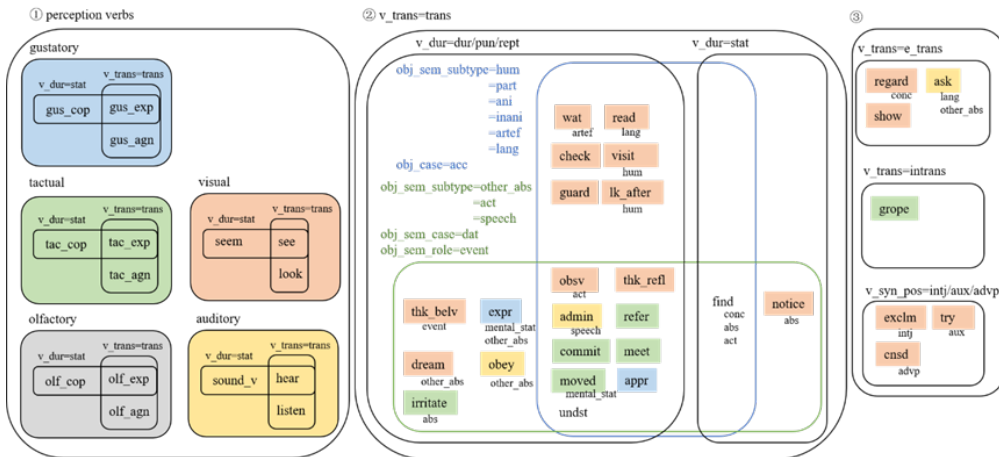 ① perception verbs
gustatory
v_trans=trans
v_dur=stat
gus_cop
gus_exp
gus_agn
tactual
v_trans=trans
v_dur=stat
tac_cop
tac_exp
tac_agn
visual
v_trans=trans
v_dur=stat
seem
see
look
olfactory
v_trans=trans
v_dur=stat
olf_cop
olf_exp
olf_agn
auditory
v_trans=trans
v_dur=stat
sound_v
hear
listen
② v_trans=trans
v_dur=dur/pun/rept
v_dur=stat
obj_sem_subtype=hum
=part
=ani
=inani
=artef
=lang
obj_case=acc
obj_sem_subtype=other_abs
=act
=speech
obj_sem_case=dat
obj_sem_role=event
wat
artef
read
lang
check
visit
hum
guard
lk_after
hum
thk_belv
event
expr
mental_stat
other_abs
dream
other_abs
obey
other_abs
irritate
abs
obsv
act
thk_refl
admin
speech
refer
commit
meet
moved
mental_stat
appr
undst
find
conc
abs
act
notice
abs
③
v_trans=e_trans
regard
conc
ask
lang
other_abs
show
v_trans=intrans
grope
v_syn_pos=intj/aux/advp
exclm
intj
try
aux
cnsd
advp